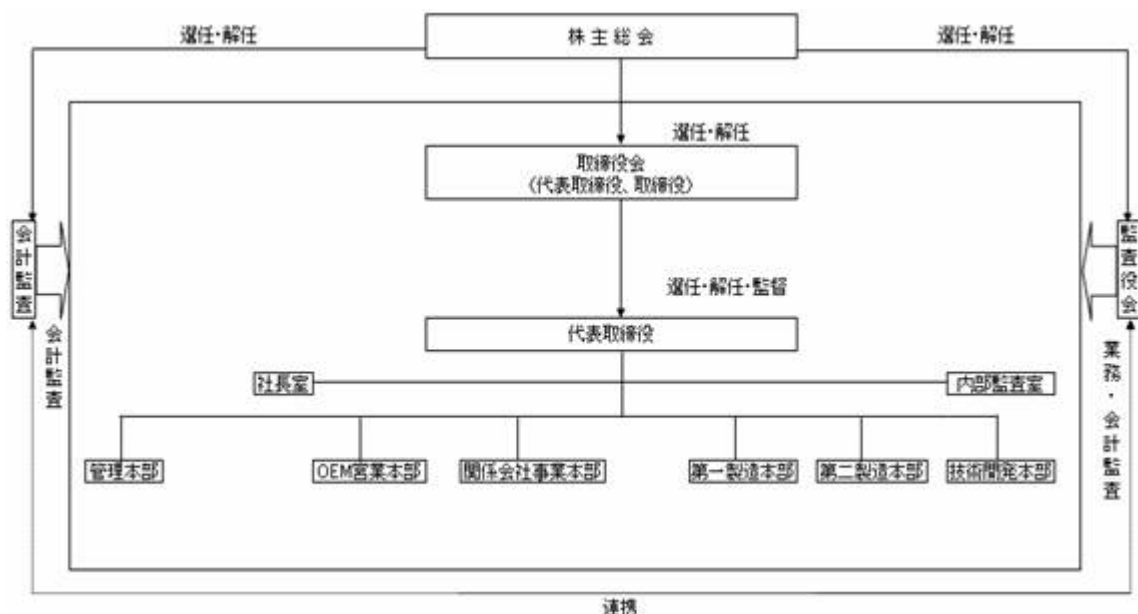 選任・解任
株主総会
選任・解任
選任・解任
取締役会
(代表取締役、取締役)
会計監査
監査役会
選任・解任・監督
代表取締役
会計監査
業務・会計監査
社長室
内部監査室
管理本部
OEM営業本部
関係会社事業本部
第一製造本部
第二製造本部
技術開発本部
連携